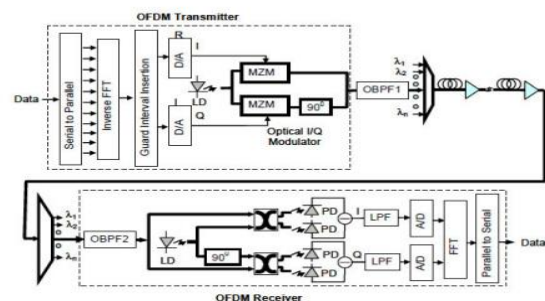 OFDM Transmitter
Data
Serial to Parallel
Inverse FFT
Guard Interval Insertion
R
D/A
I
D/A
Q
LD
MZM
MZM
90⁰
Optical I/Q
Modulator
OBPF1
λ1
λ2
λn
λ1
λ2
λn
OBPF2
LD
90⁰
PD
PD
PD
PD
I
Q
LPF
LPF
A/D
A/D
FFT
Parallel to Serial
Data
OFDM Receiver